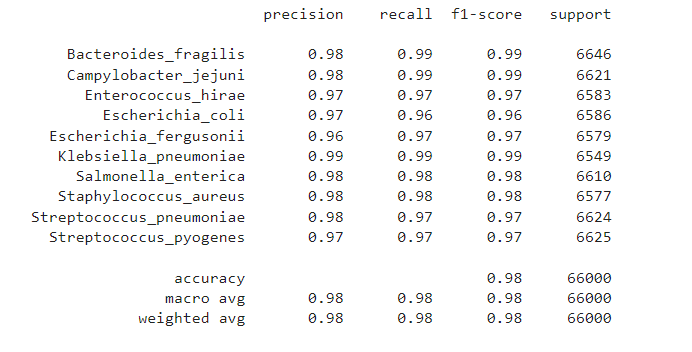 precision recall f1-score support
Bacteroides_fragilis 0.98 0.99 0.99 6646
Campylobacter_jejuni 0.98 0.99 0.99 6621
Enterococcus_hirae 0.97 0.97 0.97 6583
Escherichia_coli 0.97 0.96 0.96 6586
Escherichia_fergusonii 0.96 0.97 0.97 6579
Klebsiella_pneumoniae 0.99 0.99 0.99 6549
Salmonella_enterica 0.98 0.98 0.98 6610
Staphylococcus_aureus 0.98 0.98 0.98 6577
Streptococcus_pneumoniae 0.98 0.97 0.97 6624
Streptococcus_pyogenes 0.97 0.97 0.97 6625
accuracy 0.98 66000
macro avg 0.98 0.98 0.98 66000
weighted avg 0.98 0.98 0.98 66000